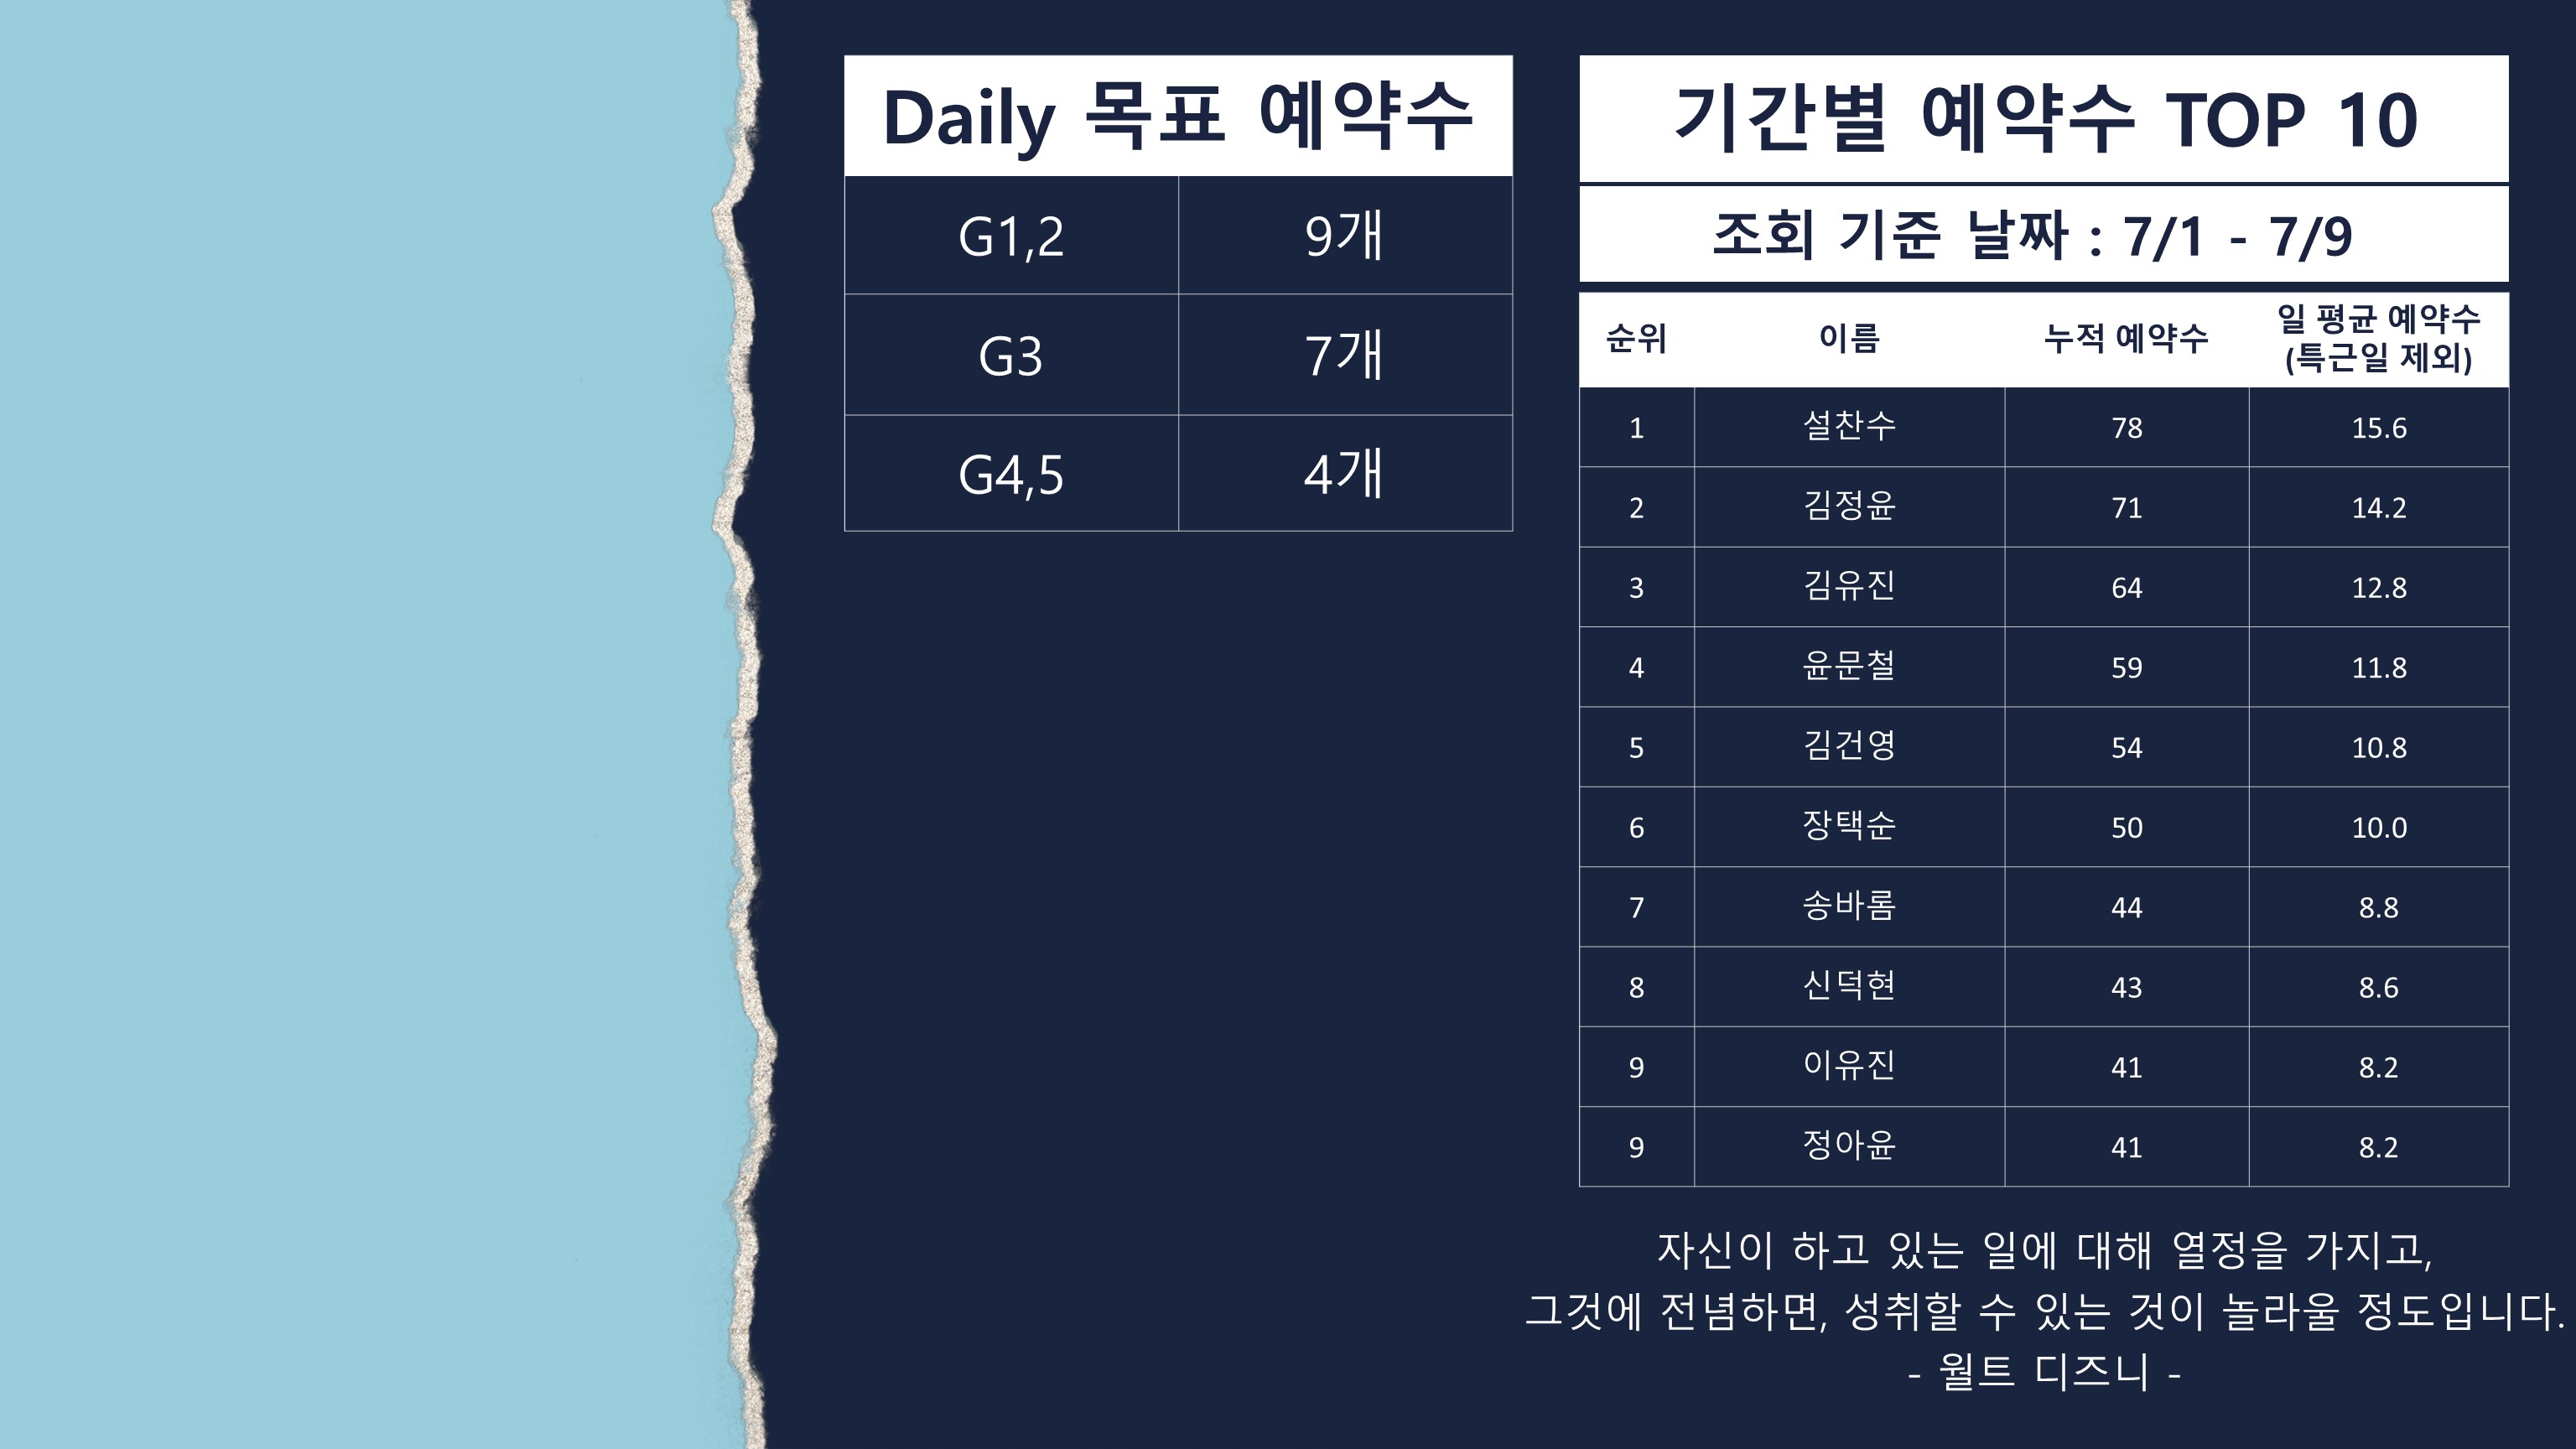 Daily 목표 예약수
G1,2 9개
G3 7개
G4,5 4개
기간별 예약수 TOP 10
조회 기준 날짜 : 7/1 - 7/9
순위 이름 누적 예약수 일 평균 예약수
(특근일 제외)
1 설찬수 78 15.6
2 김정윤 71 14.2
3 김유진 64 12.8
4 윤문철 59 11.8
5 김건영 54 10.8
6 장택순 50 10.0
7 송바롬 44 8.8
8 신덕현 43 8.6
9 이유진 41 8.2
9 정아윤 41 8.2
자신이 하고 있는 일에 대해 열정을 가지고,
그것에 전념하면, 성취할 수 있는 것이 놀라울 정도입니다.
- 월트 디즈니 -